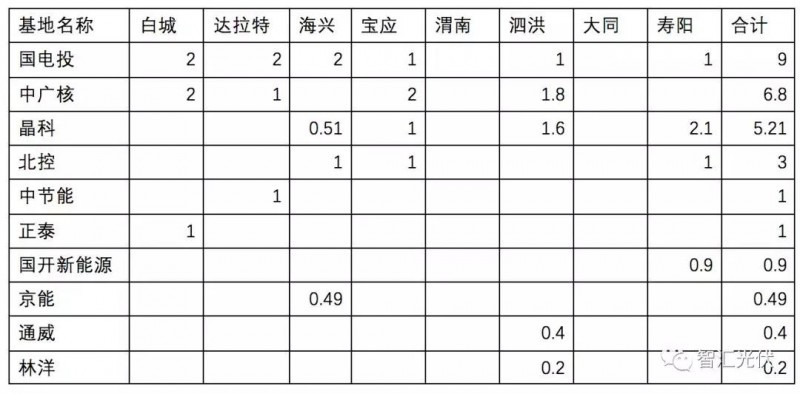 基地名称 白城 达拉特 海兴 宝应 渭南 泗洪 大同 寿阳 合计
国电投 2 2 2 1 1 1 9
中广核 2 1 2 1.8 6.8
晶科 0.51 1 1.6 2.1 5.21
北控 1 1 1 3
中节能 1 1
正泰 1 1
国开新能源 0.9 0.9
京能 0.49 0.49
通威 0.4 0.4
林洋 0.2 0.2
智汇光伏